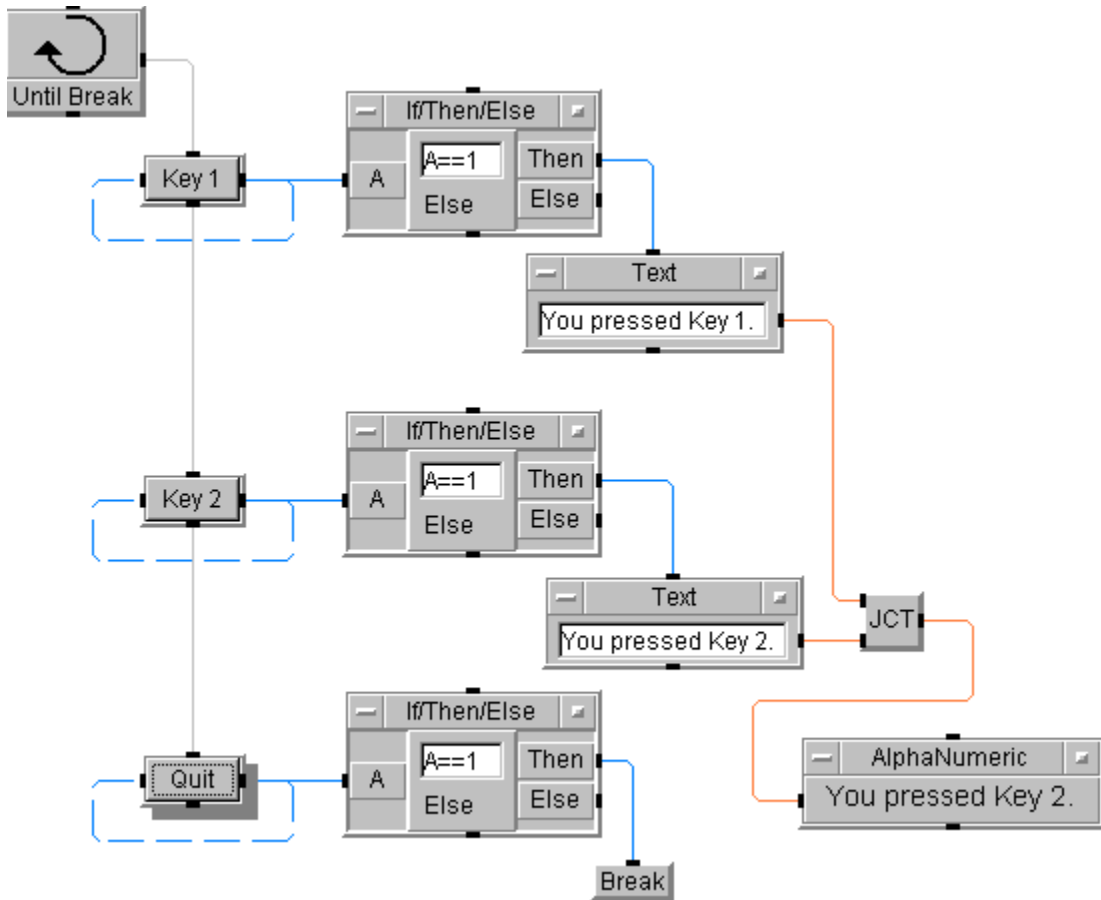 Until Break
If/Then/Else
Key 1
A
A==1
Then
Else
Else
Text
You pressed Key 1.
If/Then/Else
Key 2
A
A==1
Then
Else
Else
Text
JCT
You pressed Key 2.
If/Then/Else
Quit
A
A==1
Then
Else
Else
AlphaNumeric
You pressed Key 2.
Break